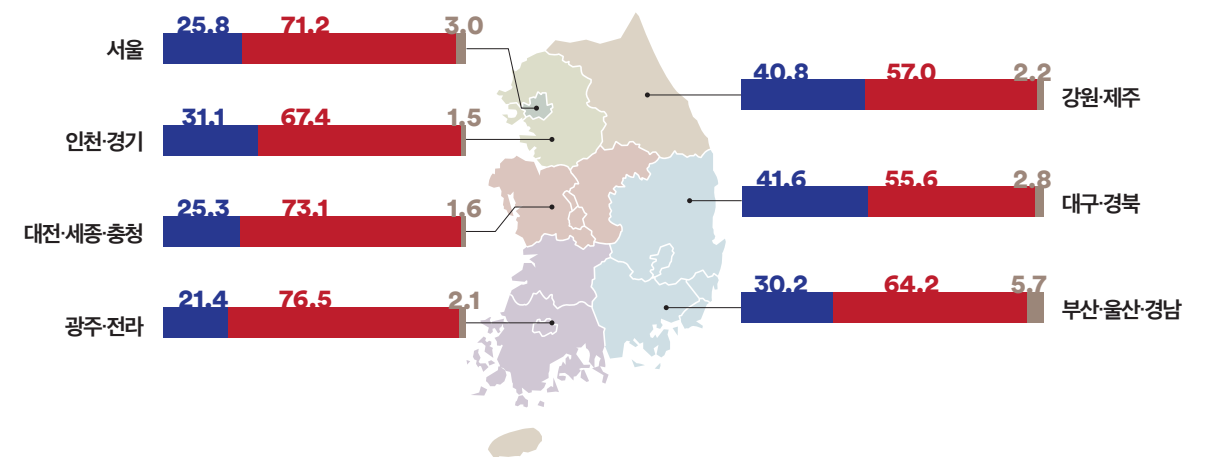 25.8 71.2 3.0
서울
31.1 67.4 1.5
인천·경기
25.3 73.1 1.6
대전·세종·충청
21.4 76.5 2.1
광주·전라
40.8 57.0 2.2
강원·제주
41.6 55.6 2.8
대구·경북
30.2 64.2 5.7
부산·울산·경남